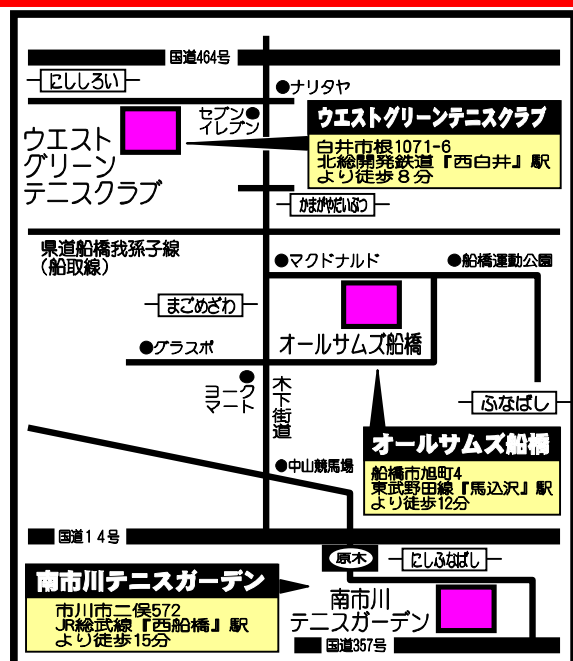 国道464号
にししろい
●ナリタヤ
セブン●
イレブン
ウエスト
グリーン
テニスクラブ
ウエストグリーンテニスクラブ
白井市根1071-6
北総開発鉄道『西白井』駅
より徒歩８分
かまがやだいぶつ
県道船橋我孫子線
（船取線）
●マクドナルド
●船橋運動公園
まごめざわ
●グラスポ
オールサムズ船橋
●
ヨーク
マート
木下街道
ふなばし
オールサムズ船橋
船橋市旭町4
東武野田線『馬込沢』駅
より徒歩12分
●中山競馬場
国道１４号
原木
にしふなばし
南市川テニスガーデン
市川市二俣572
JR総武線『西船橋』駅
より徒歩15分
南市川
テニスガーデン
国道357号